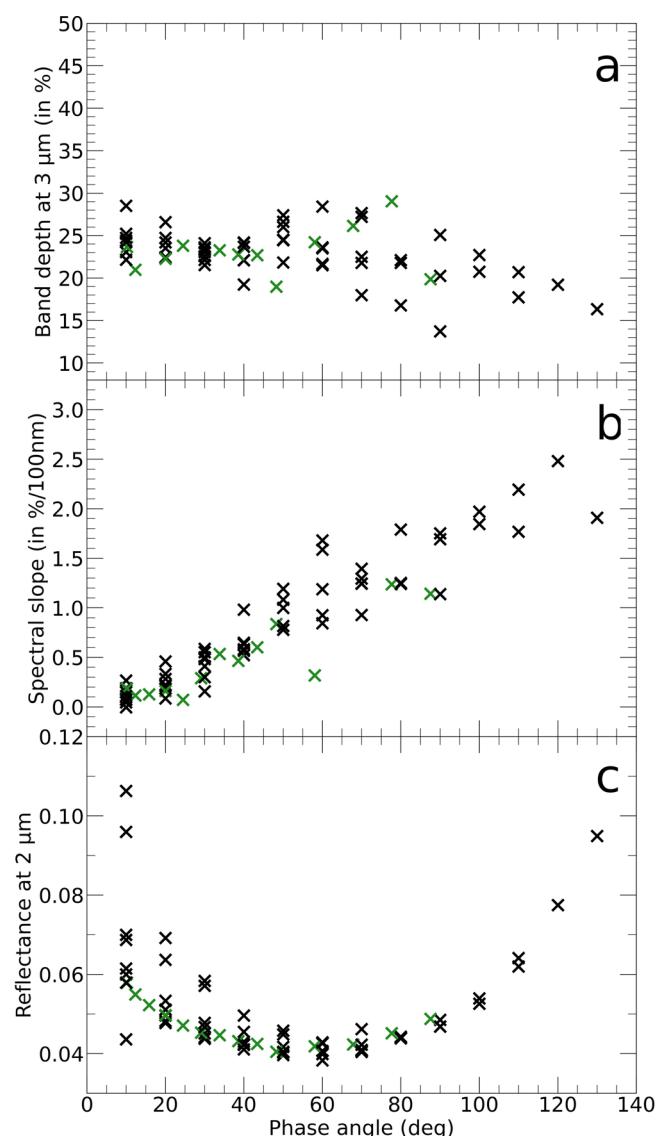 50
45
40
35
30
25
20
15
10
Band depth at 3 μm (in %)
a
3.0
2.5
2.0
1.5
1.0
0.5
0.0
Spectral slope (in %/100nm)
b
0.12
0.10
0.08
0.06
0.04
Reflectance at 2 μm
c
0 20 40 60 80 100 120 140
Phase angle (deg)